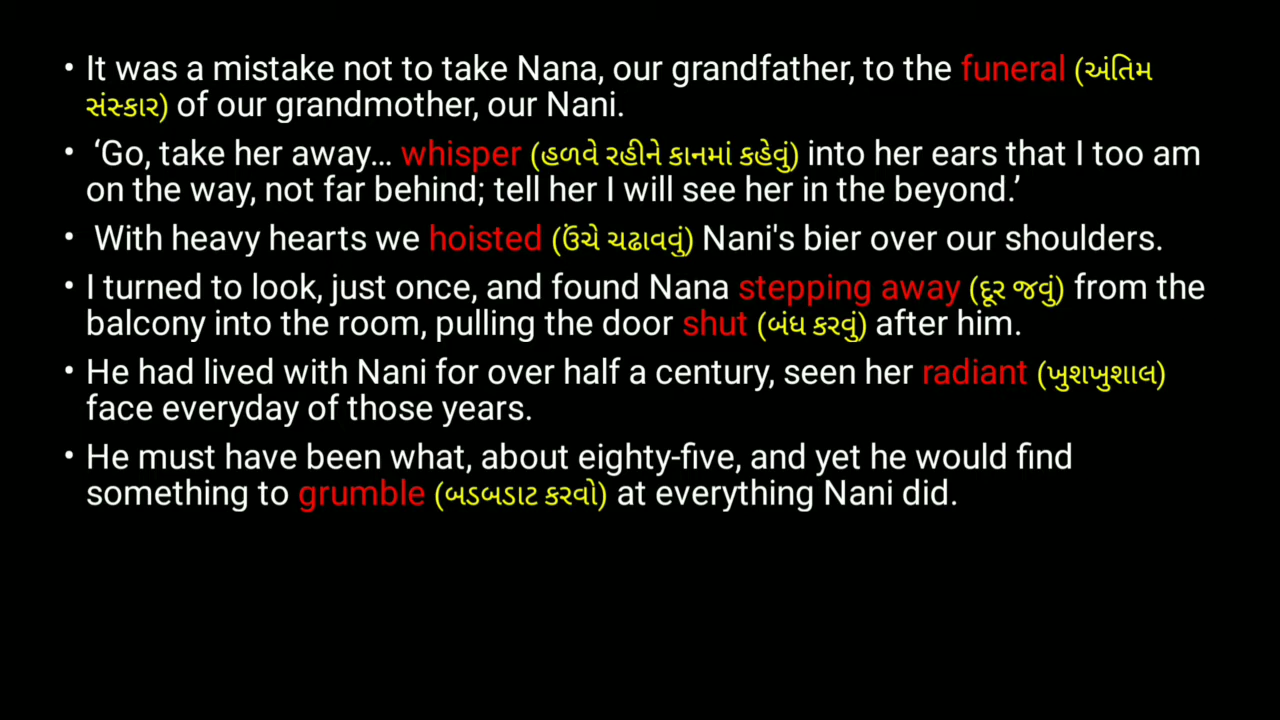 • It was a mistake not to take Nana, our grandfather, to the funeral (અંતિમ
સંસ્કાર) of our grandmother, our Nani.
• ‘Go, take her away... whisper (હળવે રહીને કાનમાં કહેવું) into her ears that I too am
on the way, not far behind; tell her I will see her in the beyond.’
• With heavy hearts we hoisted (ઉંચે ચઢાવવું) Nani's bier over our shoulders.
• I turned to look, just once, and found Nana stepping away (દૂર જવું) from the
balcony into the room, pulling the door shut (બંધ કરવું) after him.
• He had lived with Nani for over half a century, seen her radiant (ખુશખુશાલ)
face everyday of those years.
• He must have been what, about eighty-five, and yet he would find
something to grumble (બડબડાટ કરવો) at everything Nani did.